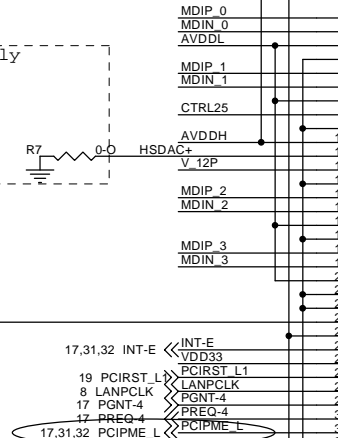 MDIP_0
MDIN_0
AVDDL
ly
MDIP_1
MDIN_1
CTRL25
AVDDH
R7 0-O HSDAC+
V_12P
MDIP_2
MDIN_2
MDIP_3
MDIN_3
17,31,32 INT-E INT-E
VDD33
19 PCIRST_L1 PCIRST_L1
8 LANPCLK LANPCLK
17 PGNT-4 PGNT-4
17 PREQ-4 PREQ-4
17,31,32 PCIPME_L PCIPME_L